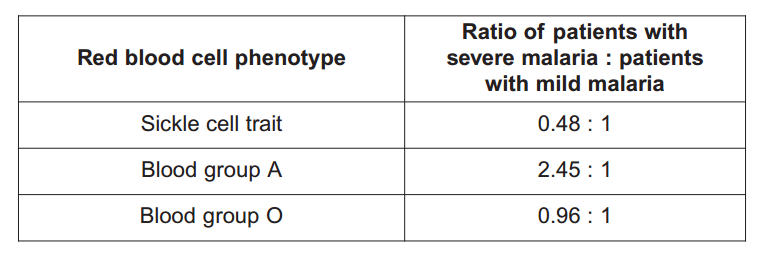 Red blood cell phenotype
Ratio of patients with
severe malaria : patients
with mild malaria
Sickle cell trait
0.48 : 1
Blood group A
2.45 : 1
Blood group O
0.96 : 1